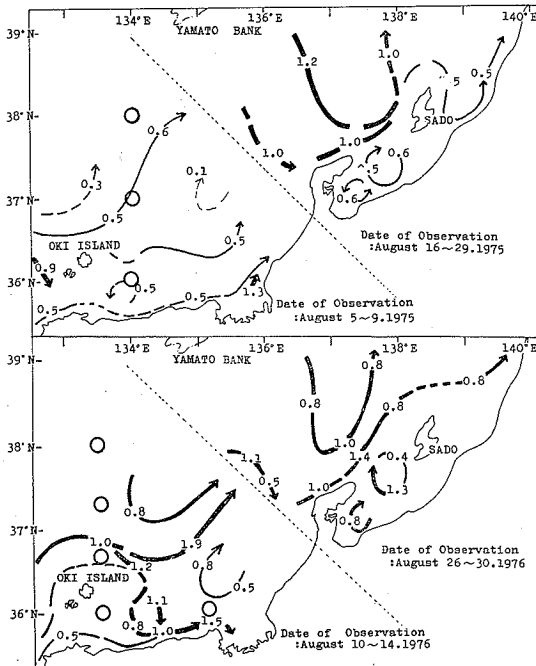 134°E 136°E 138°E 140°E
39°N
YAMATO BANK
1.2 1.0
.5 0.5
38°N
0.6
SADO
1.0 1.0
0.1
0.3
.5 0.6
37°N
0.6
0.5
OKI ISLAND
0.5
0.9
Date of Observation
:August 16~29.1975
36°N
0.5
1.3
0.5 0.5
Date of Observation
:August 5~9.1975
134°E 136°E 138°E 140°E
39°N
YAMATO BANK
0.8 0.8
0.8
0.8
38°N
1.0
SADO
1.1
1.4 0.4
0.5
1.0 1.3
0.8
0.8
37°N
1.0 1.9
1.2
0.8
Date of Observation
:August 26~30.1976
OKI ISLAND
0.5
1.1
36°N
0.8 1.5
0.5 1.0
Date of Observation
:August 10~14.1976